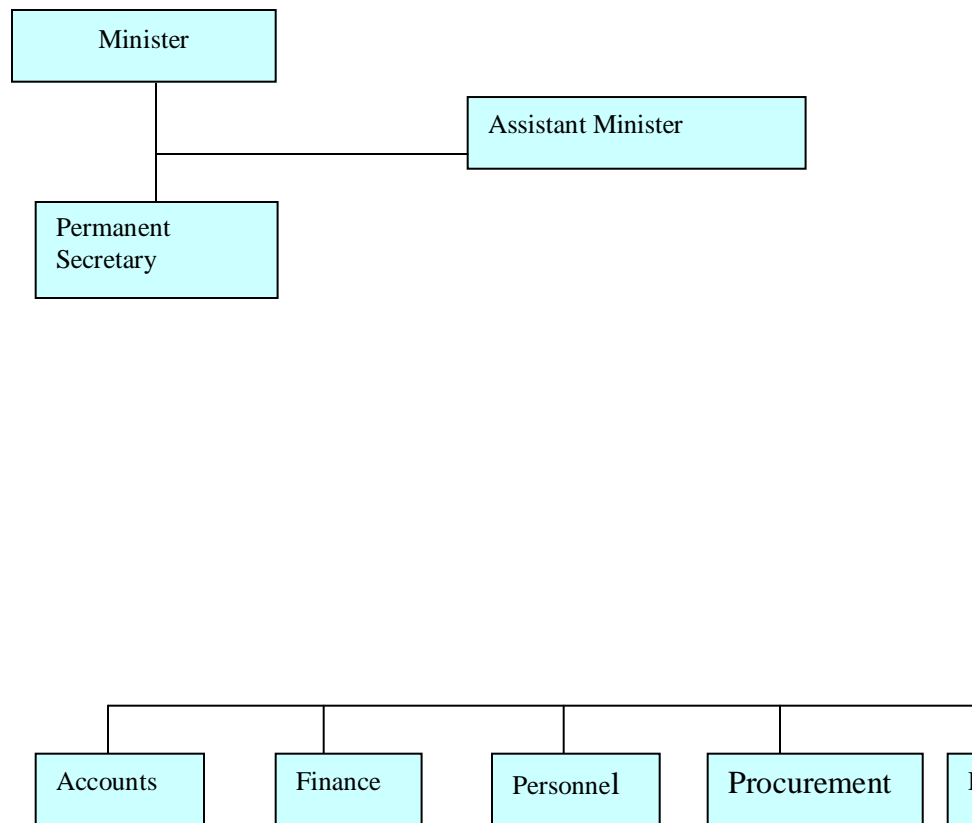 Minister
Assistant Minister
Permanent
Secretary
Accounts
Finance
Personnel
Procurement